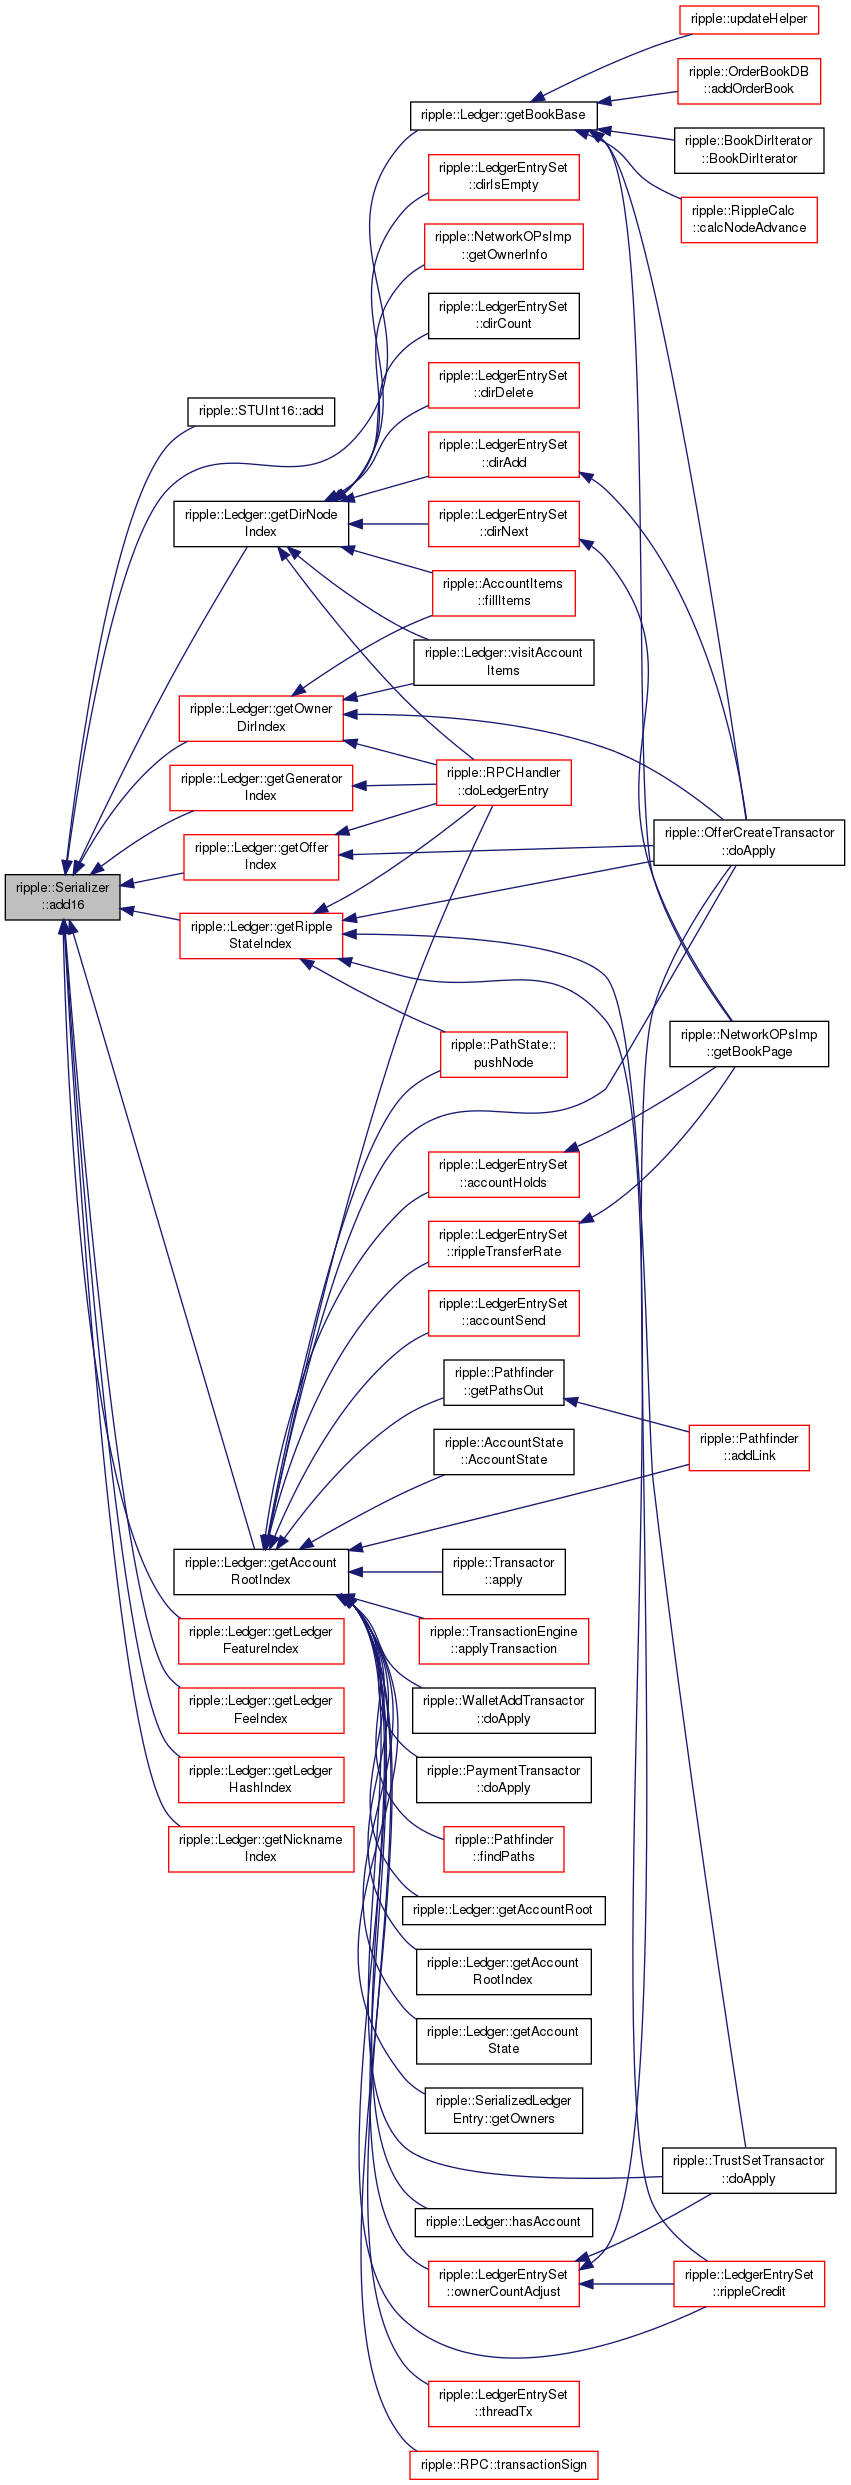 ripple::updateHelper
ripple::OrderBookDB
::addOrderBook
ripple::Ledger::getBookBase
ripple::BookDirIterator
::BookDirIterator
ripple::LedgerEntrySet
::dirIsEmpty
ripple::RippleCalc
::calcNodeAdvance
ripple::NetworkOPsImp
::getOwnerInfo
ripple::LedgerEntrySet
::dirCount
ripple::LedgerEntrySet
::dirDelete
ripple::STUInt16::add
ripple::LedgerEntrySet
::dirAdd
ripple::Ledger::getDirNode
Index
ripple::LedgerEntrySet
::dirNext
ripple::AccountItems
::fillItems
ripple::Ledger::visitAccount
Items
ripple::Ledger::getOwner
DirIndex
ripple::Ledger::getGenerator
Index
ripple::RPCHandler
::doLedgerEntry
ripple::Ledger::getOffer
Index
ripple::OfferCreateTransactor
::doApply
ripple::Serializer
::add16
ripple::Ledger::getRipple
StateIndex
ripple::PathState::
pushNode
ripple::NetworkOPsImp
::getBookPage
ripple::LedgerEntrySet
::accountHolds
ripple::LedgerEntrySet
::rippleTransferRate
ripple::LedgerEntrySet
::accountSend
ripple::Pathfinder
::getPathsOut
ripple::AccountState
::AccountState
ripple::Pathfinder
::addLink
ripple::Ledger::getAccount
RootIndex
ripple::Transactor
::apply
ripple::Ledger::getLedger
FeatureIndex
ripple::TransactionEngine
::applyTransaction
ripple::Ledger::getLedger
FeeIndex
ripple::WalletAddTransactor
::doApply
ripple::Ledger::getLedger
HashIndex
ripple::PaymentTransactor
::doApply
ripple::Ledger::getNickname
Index
ripple::Pathfinder
::findPaths
ripple::Ledger::getAccountRoot
ripple::Ledger::getAccount
RootIndex
ripple::Ledger::getAccount
State
ripple::SerializedLedger
Entry::getOwners
ripple::TrustSetTransactor
::doApply
ripple::Ledger::hasAccount
ripple::LedgerEntrySet
::ownerCountAdjust
ripple::LedgerEntrySet
::rippleCredit
ripple::LedgerEntrySet
::threadTx
ripple::RPC::transactionSign